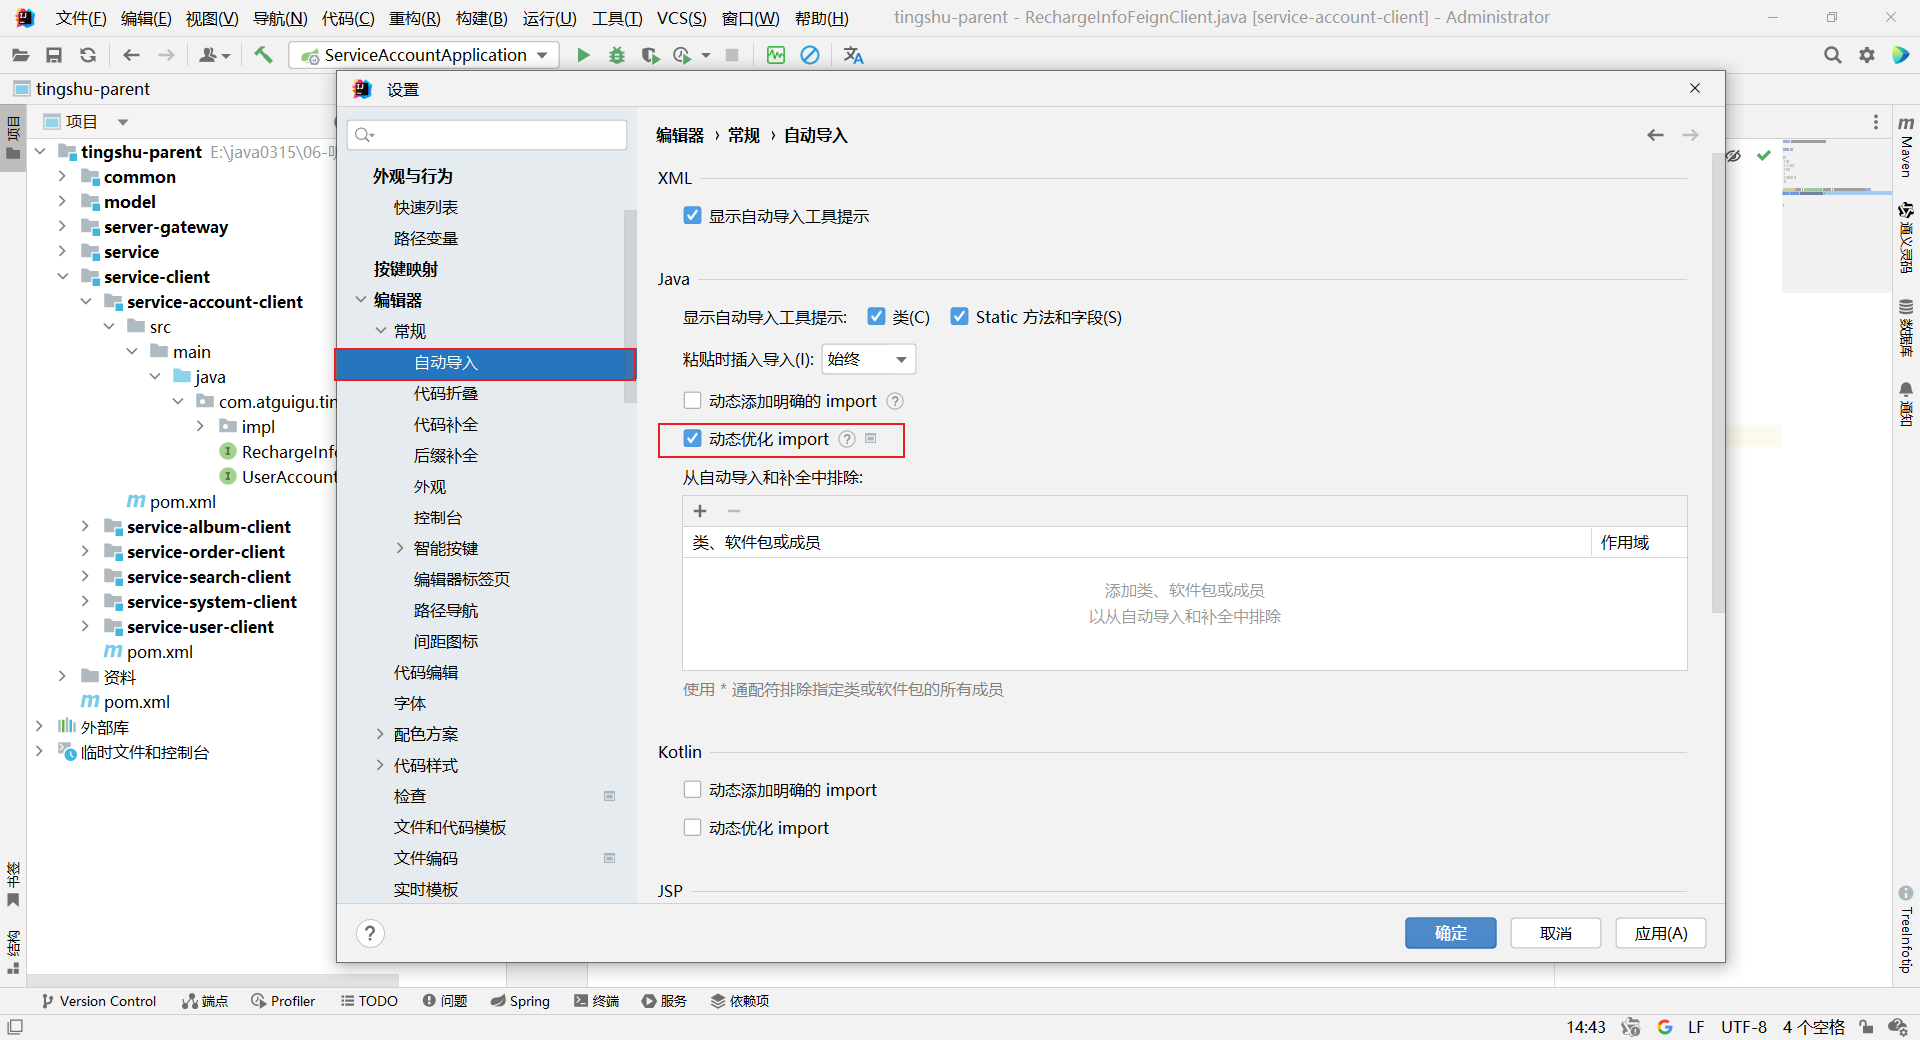 文件(F) 编辑(E) 视图(V) 导航(N) 代码(C) 重构(R) 构建(B) 运行(U) 工具(T) VCS(S) 窗口(W) 帮助(H) tingshu-parent - RechargeInfoFeignClient.java [service-account-client] - Administrator
ServiceAccountApplication
tingshu-parent
项目
项目
tingshu-parent E:\java0315\06-
common
model
server-gateway
service
service-client
service-account-client
src
main
java
com.atguigu.tin
impl
RechargeInfo
UserAccount
pom.xml
service-album-client
service-order-client
service-search-client
service-system-client
service-user-client
pom.xml
资料
pom.xml
外部库
临时文件和控制台
书签
结构
设置
外观与行为
快速列表
路径变量
按键映射
编辑器
常规
自动导入
代码折叠
代码补全
后缀补全
外观
控制台
智能按键
编辑器标签页
路径导航
间距图标
代码编辑
字体
配色方案
代码样式
检查
文件和代码模板
文件编码
实时模板
编辑器 › 常规 › 自动导入
XML
显示自动导入工具提示
Java
显示自动导入工具提示: 类(C) Static 方法和字段(S)
粘贴时插入导入(I): 始终
动态添加明确的 import ?
动态优化 import ?
从自动导入和补全中排除:
类、软件包或成员 作用域
添加类、软件包或成员
以从自动导入和补全中排除
使用 * 通配符排除指定类或软件包的所有成员
Kotlin
动态添加明确的 import
动态优化 import
JSP
? 确定 取消 应用(A)
m
Maven
通义灵码
数据库
通知
TreeInfotip
Version Control 端点 Profiler TODO 问题 Spring 终端 服务 依赖项
14:43 G LF UTF-8 4 个空格